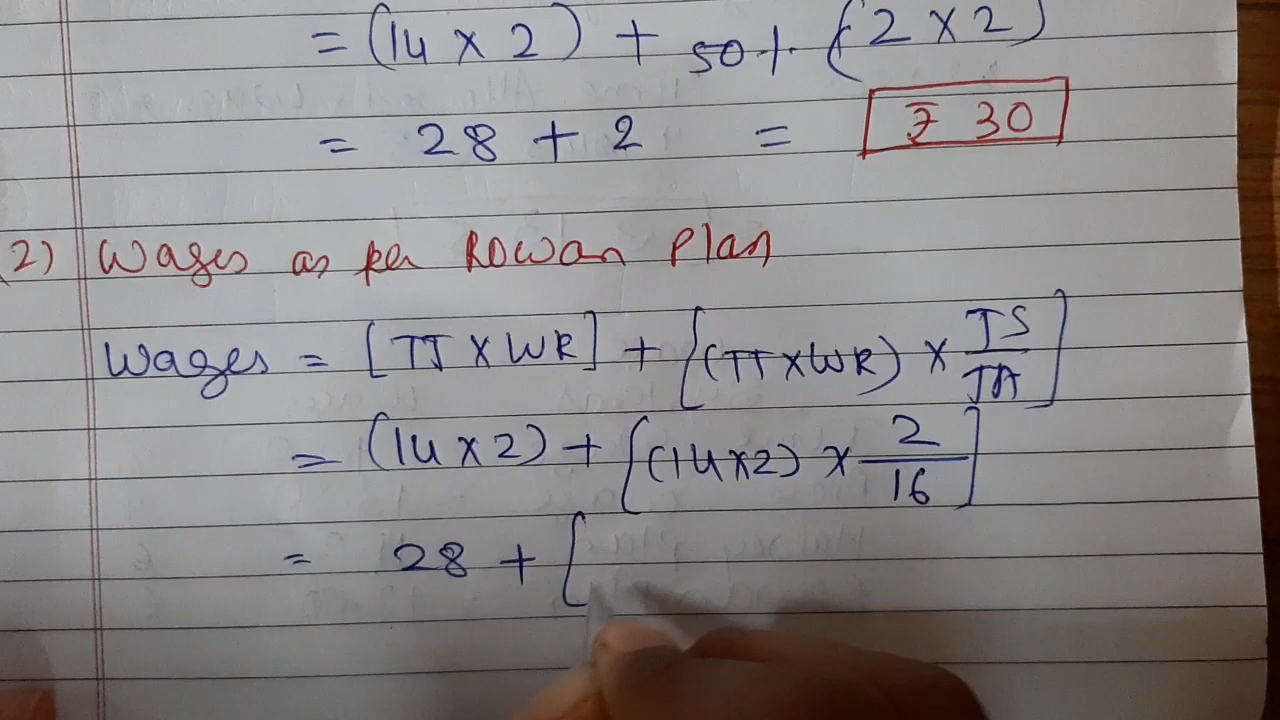 = (14 × 2) + 50% (2 × 2)
= 28 + 2 = ₹ 30
(2) Wages as per Rowan Plan
Wages = [TT × WR] + [(TT × WR) × TS/TA]
= (14 × 2) + [(14 × 2) × 2/16]
= 28 + [